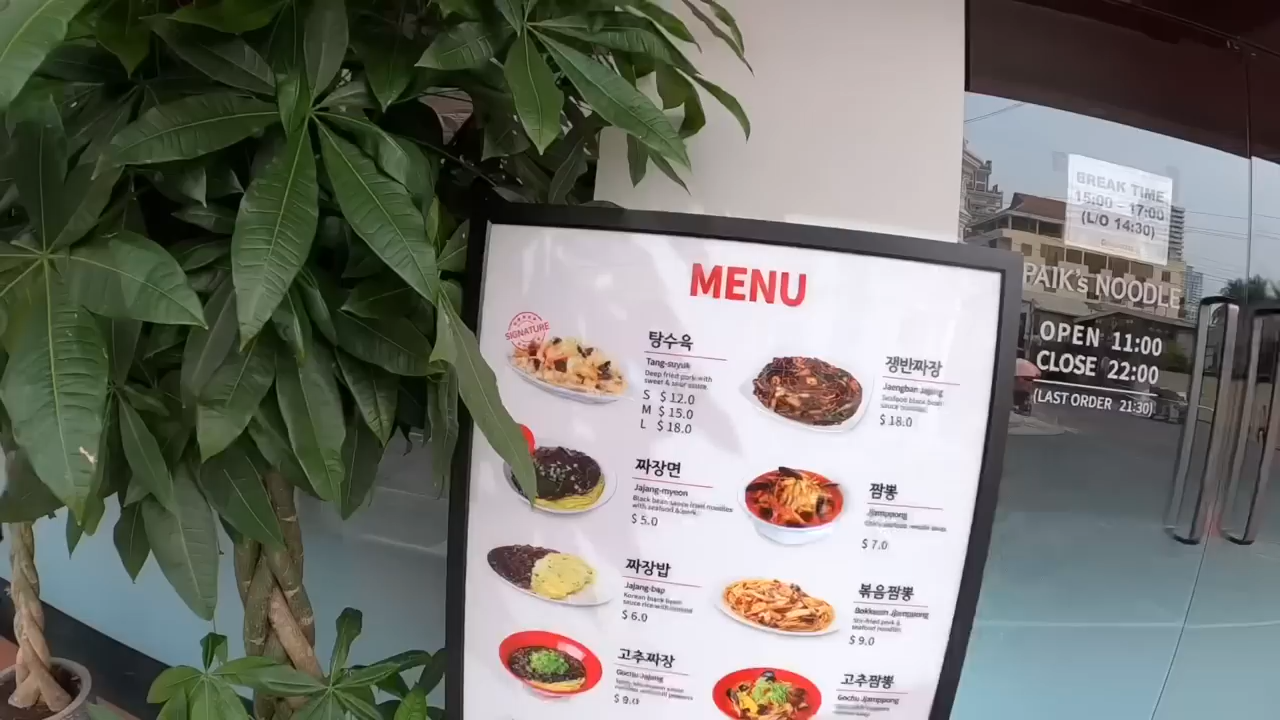 MENU
SIGNATURE
탕수육
Tang-suyuk
Deep fried pork with
sweet & sour sauce
S $ 12.0
M $ 15.0
L $ 18.0
쟁반짜장
Jaengban Jajang
Seafood black bean
sauce noodles
$ 18.0
짜장면
Jajang-myeon
Black bean sauce fried noodles
with seafood & pork
$ 5.0
짬뽕
Jjamppong
$ 7.0
짜장밥
Jajang-bap
Korean black bean
sauce rice with
$ 6.0
볶음짬뽕
Bokkeum Jjamppong
Stir-fried pork &
seafood noodles
$ 9.0
고추짜장
Gochu Jajang
$ 9.0
고추짬뽕
Gochu Jjamppong
BREAK TIME
15:00 - 17:00
(L/O 14:30)
PAIK's NOODLE
OPEN 11:00
CLOSE 22:00
(LAST ORDER 21:30)